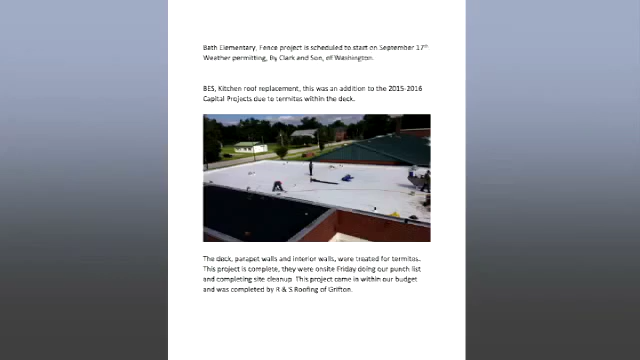 Bath Elementary, Fence project is scheduled to start on September 17th
Weather permitting, By Clark and Son, of Washington.
BES, Kitchen roof replacement, this was an addition to the 2015-2016
Capital Projects due to termites within the deck.
The deck, parapet walls and interior walls, were treated for termites.
This project is complete, they were onsite Friday doing our punch list
and completing site cleanup. This project came in within our budget
and was completed by R & S Roofing of Grifton.